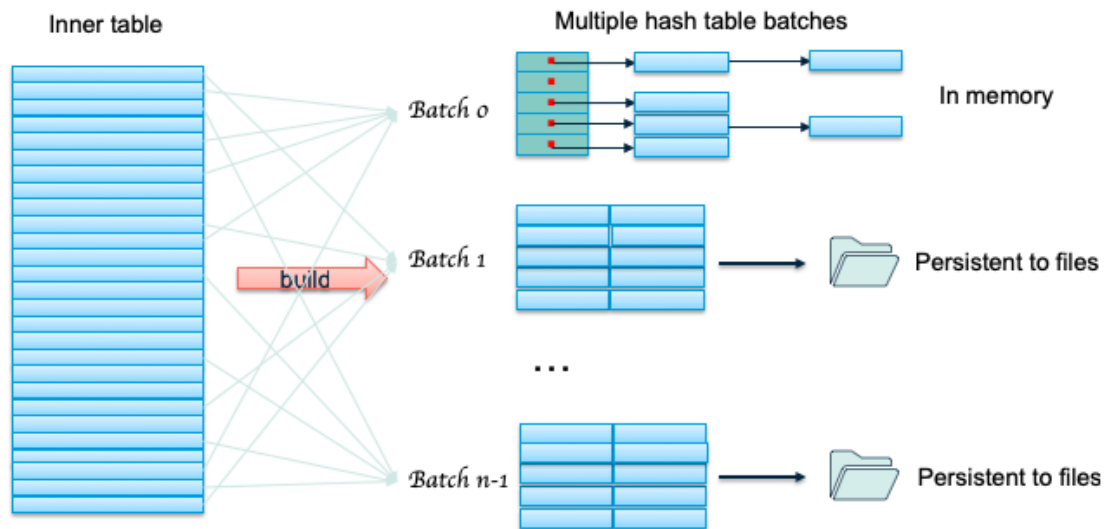 Inner table
Multiple hash table batches
Batch 0
In memory
build
Batch 1
Persistent to files
...
Batch n-1
Persistent to files